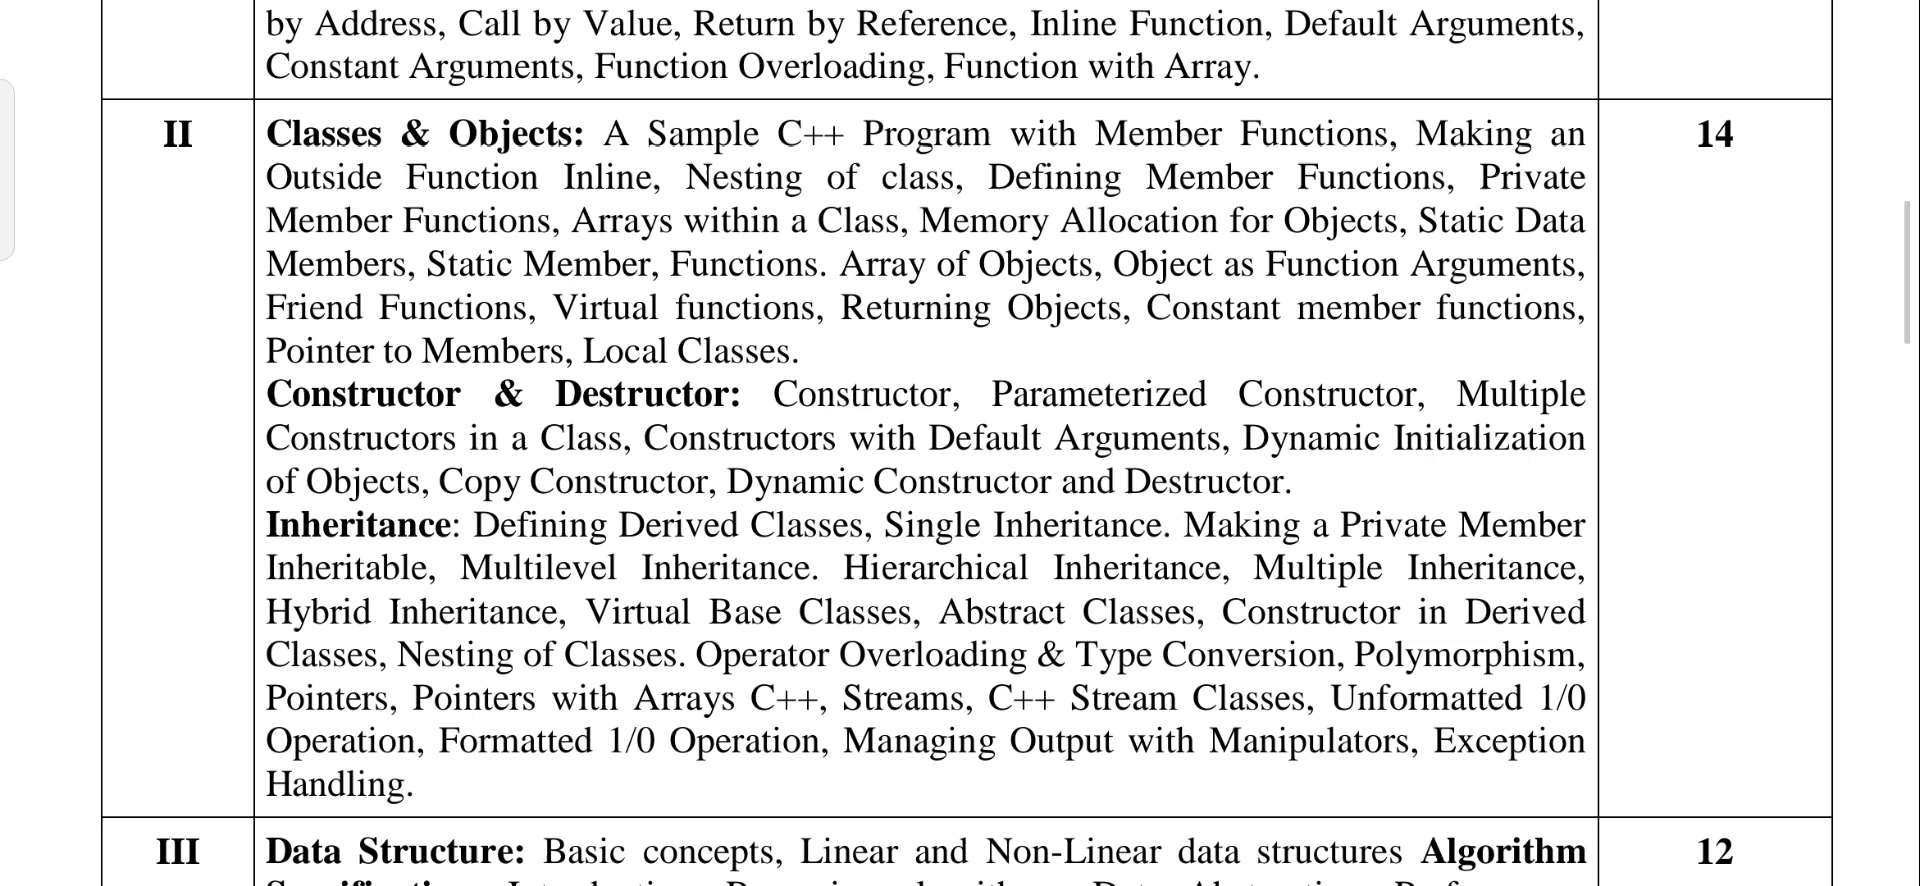 by Address, Call by Value, Return by Reference, Inline Function, Default Arguments,
Constant Arguments, Function Overloading, Function with Array.
II
Classes & Objects: A Sample C++ Program with Member Functions, Making an
14
Outside Function Inline, Nesting of class, Defining Member Functions, Private
Member Functions, Arrays within a Class, Memory Allocation for Objects, Static Data
Members, Static Member, Functions. Array of Objects, Object as Function Arguments,
Friend Functions, Virtual functions, Returning Objects, Constant member functions,
Pointer to Members, Local Classes.
Constructor & Destructor: Constructor, Parameterized Constructor, Multiple
Constructors in a Class, Constructors with Default Arguments, Dynamic Initialization
of Objects, Copy Constructor, Dynamic Constructor and Destructor.
Inheritance: Defining Derived Classes, Single Inheritance. Making a Private Member
Inheritable, Multilevel Inheritance. Hierarchical Inheritance, Multiple Inheritance,
Hybrid Inheritance, Virtual Base Classes, Abstract Classes, Constructor in Derived
Classes, Nesting of Classes. Operator Overloading & Type Conversion, Polymorphism,
Pointers, Pointers with Arrays C++, Streams, C++ Stream Classes, Unformatted 1/0
Operation, Formatted 1/0 Operation, Managing Output with Manipulators, Exception
Handling.
III
Data Structure: Basic concepts, Linear and Non-Linear data structures Algorithm
12